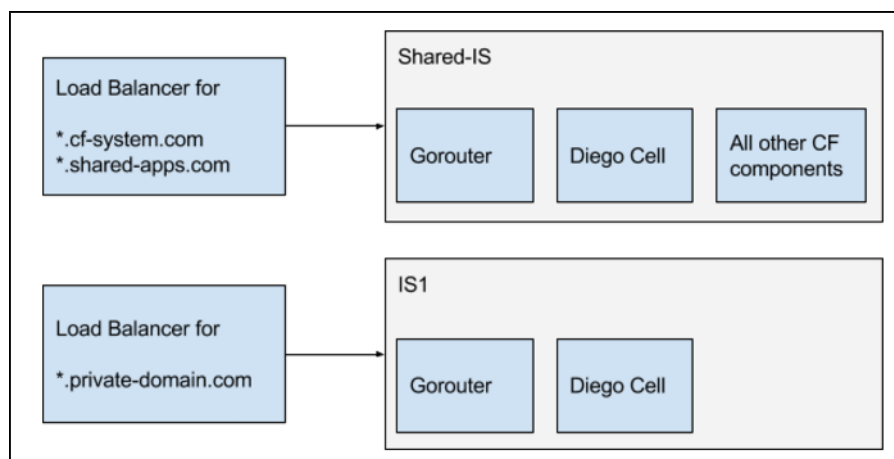 Load Balancer for
*.cf-system.com
*.shared-apps.com
Shared-IS
Gorouter
Diego Cell
All other CF
components
Load Balancer for
*.private-domain.com
IS1
Gorouter
Diego Cell